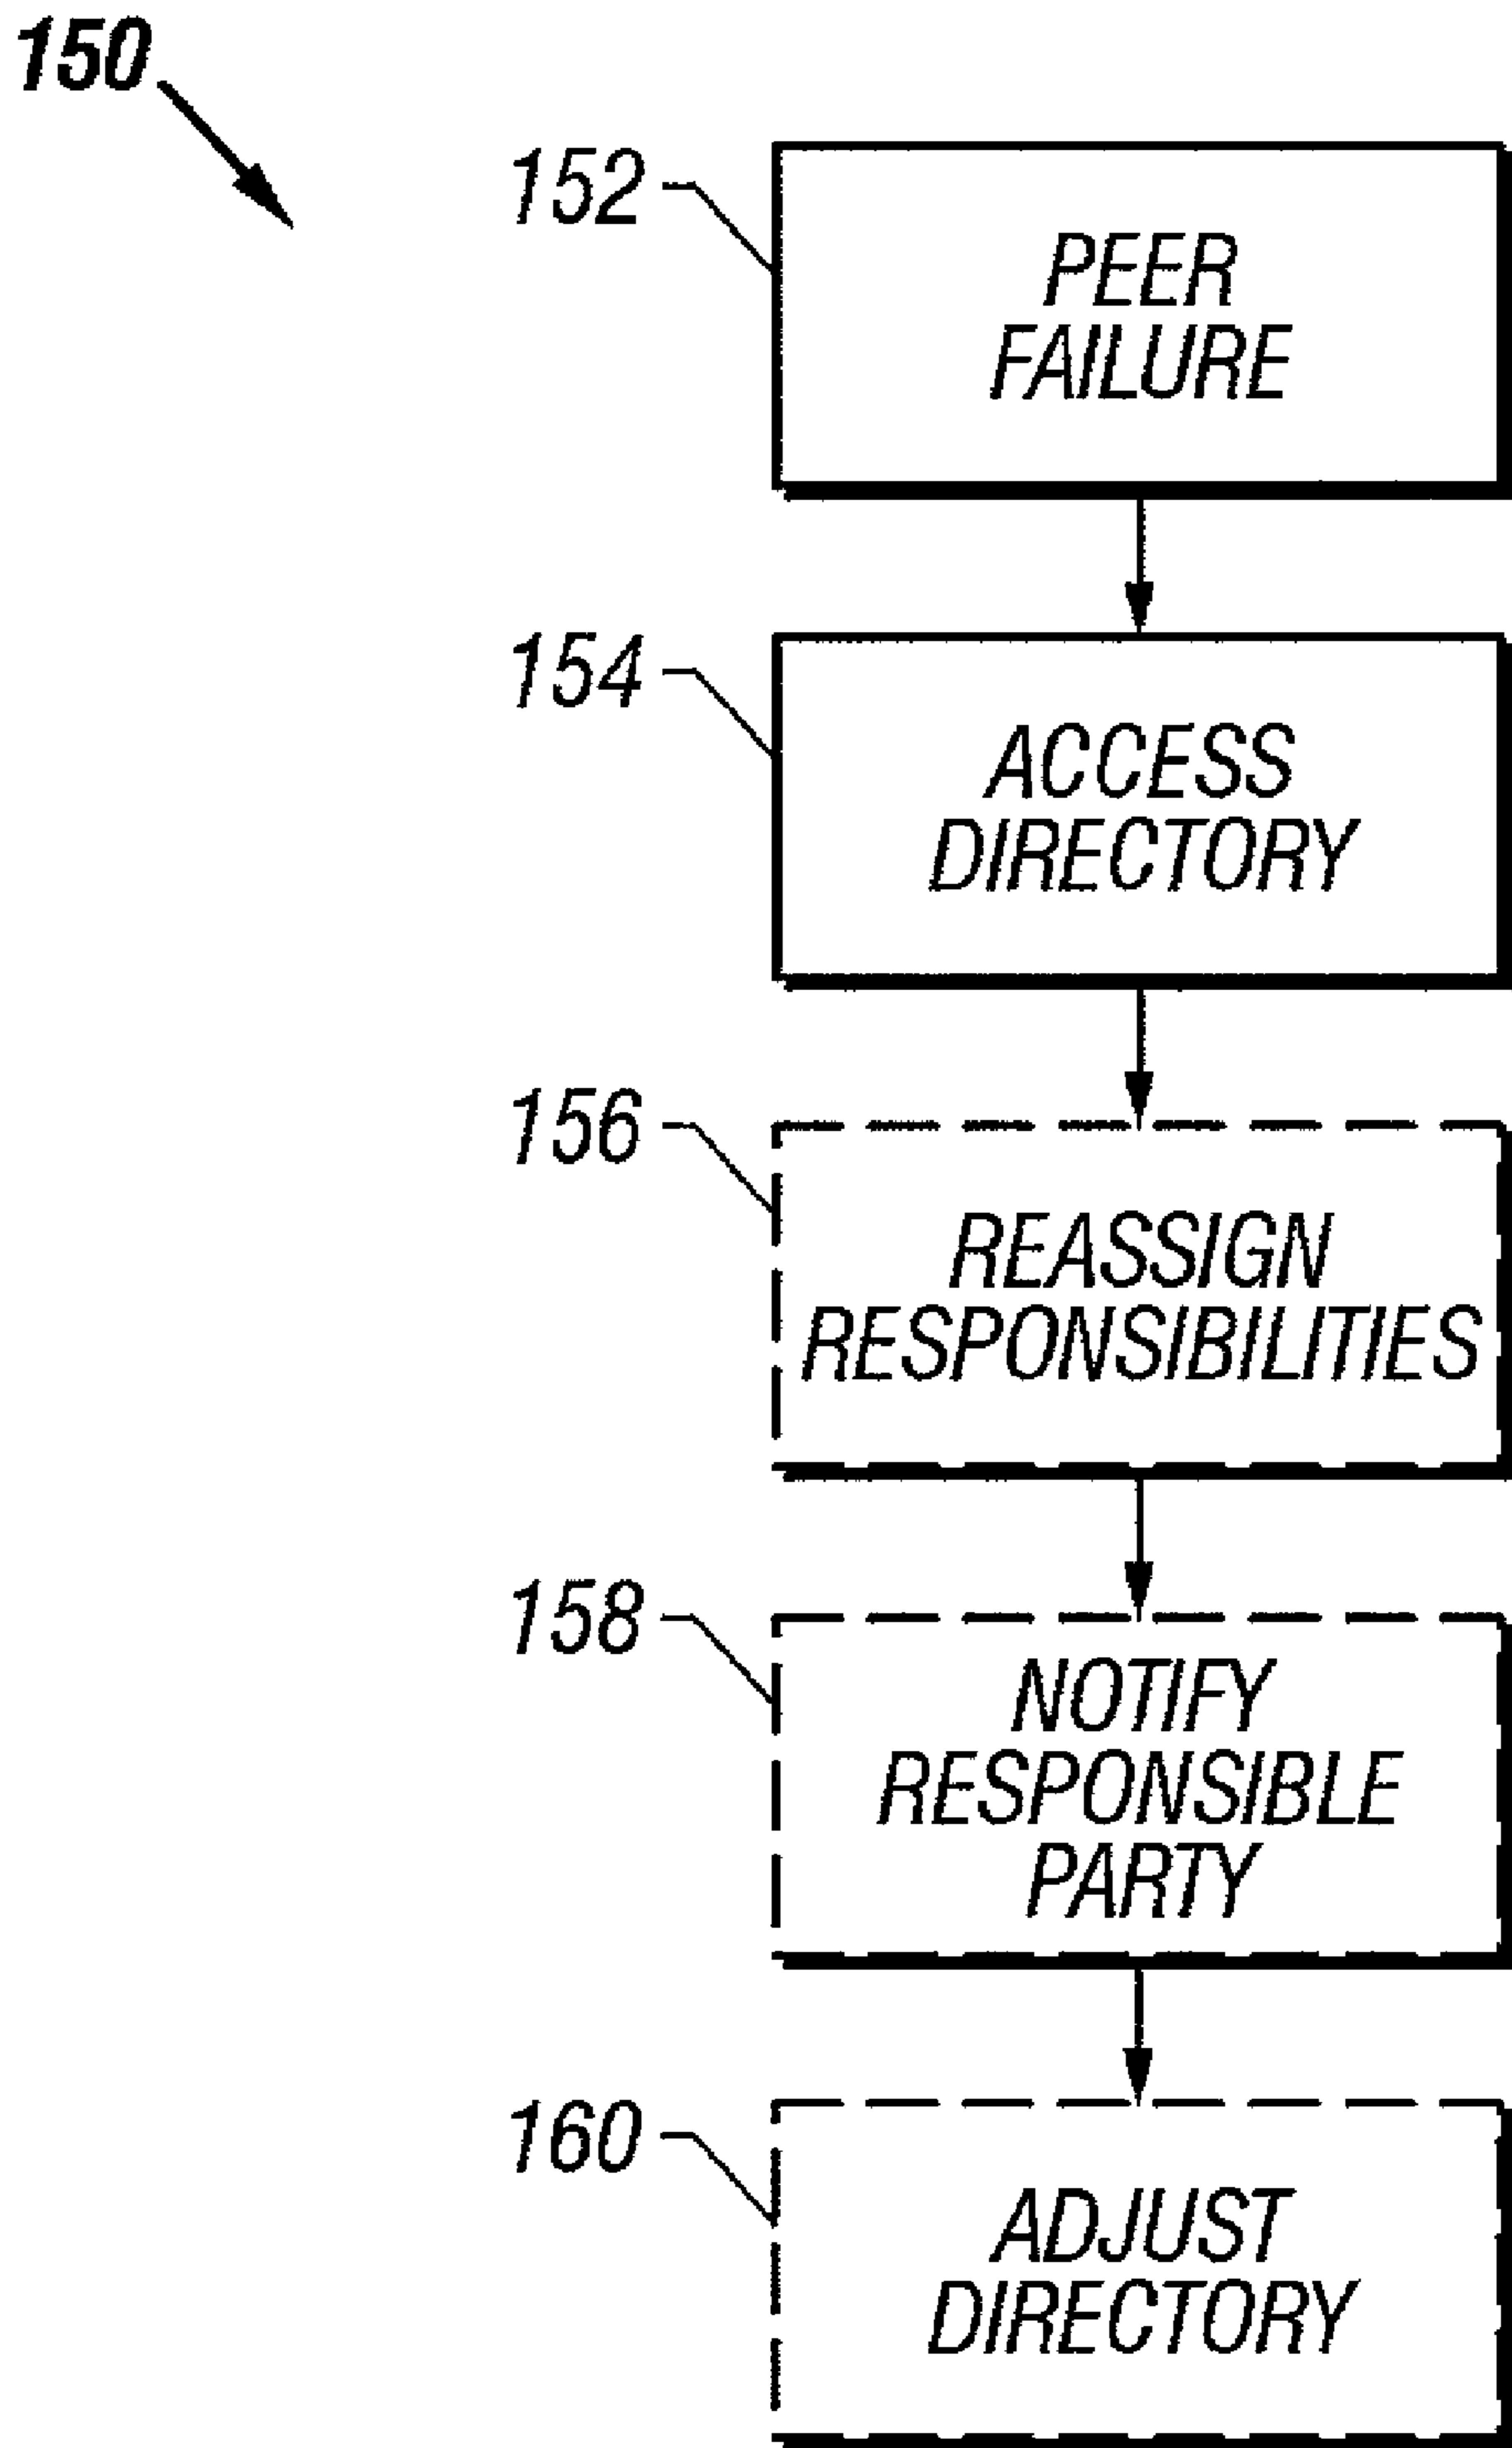 150
152
PEER
FAILURE
154
ACCESS
DIRECTORY
156
REASSIGN
RESPONSIBILITIES
158
NOTIFY
RESPONSIBLE
PARTY
160
ADJUST
DIRECTORY